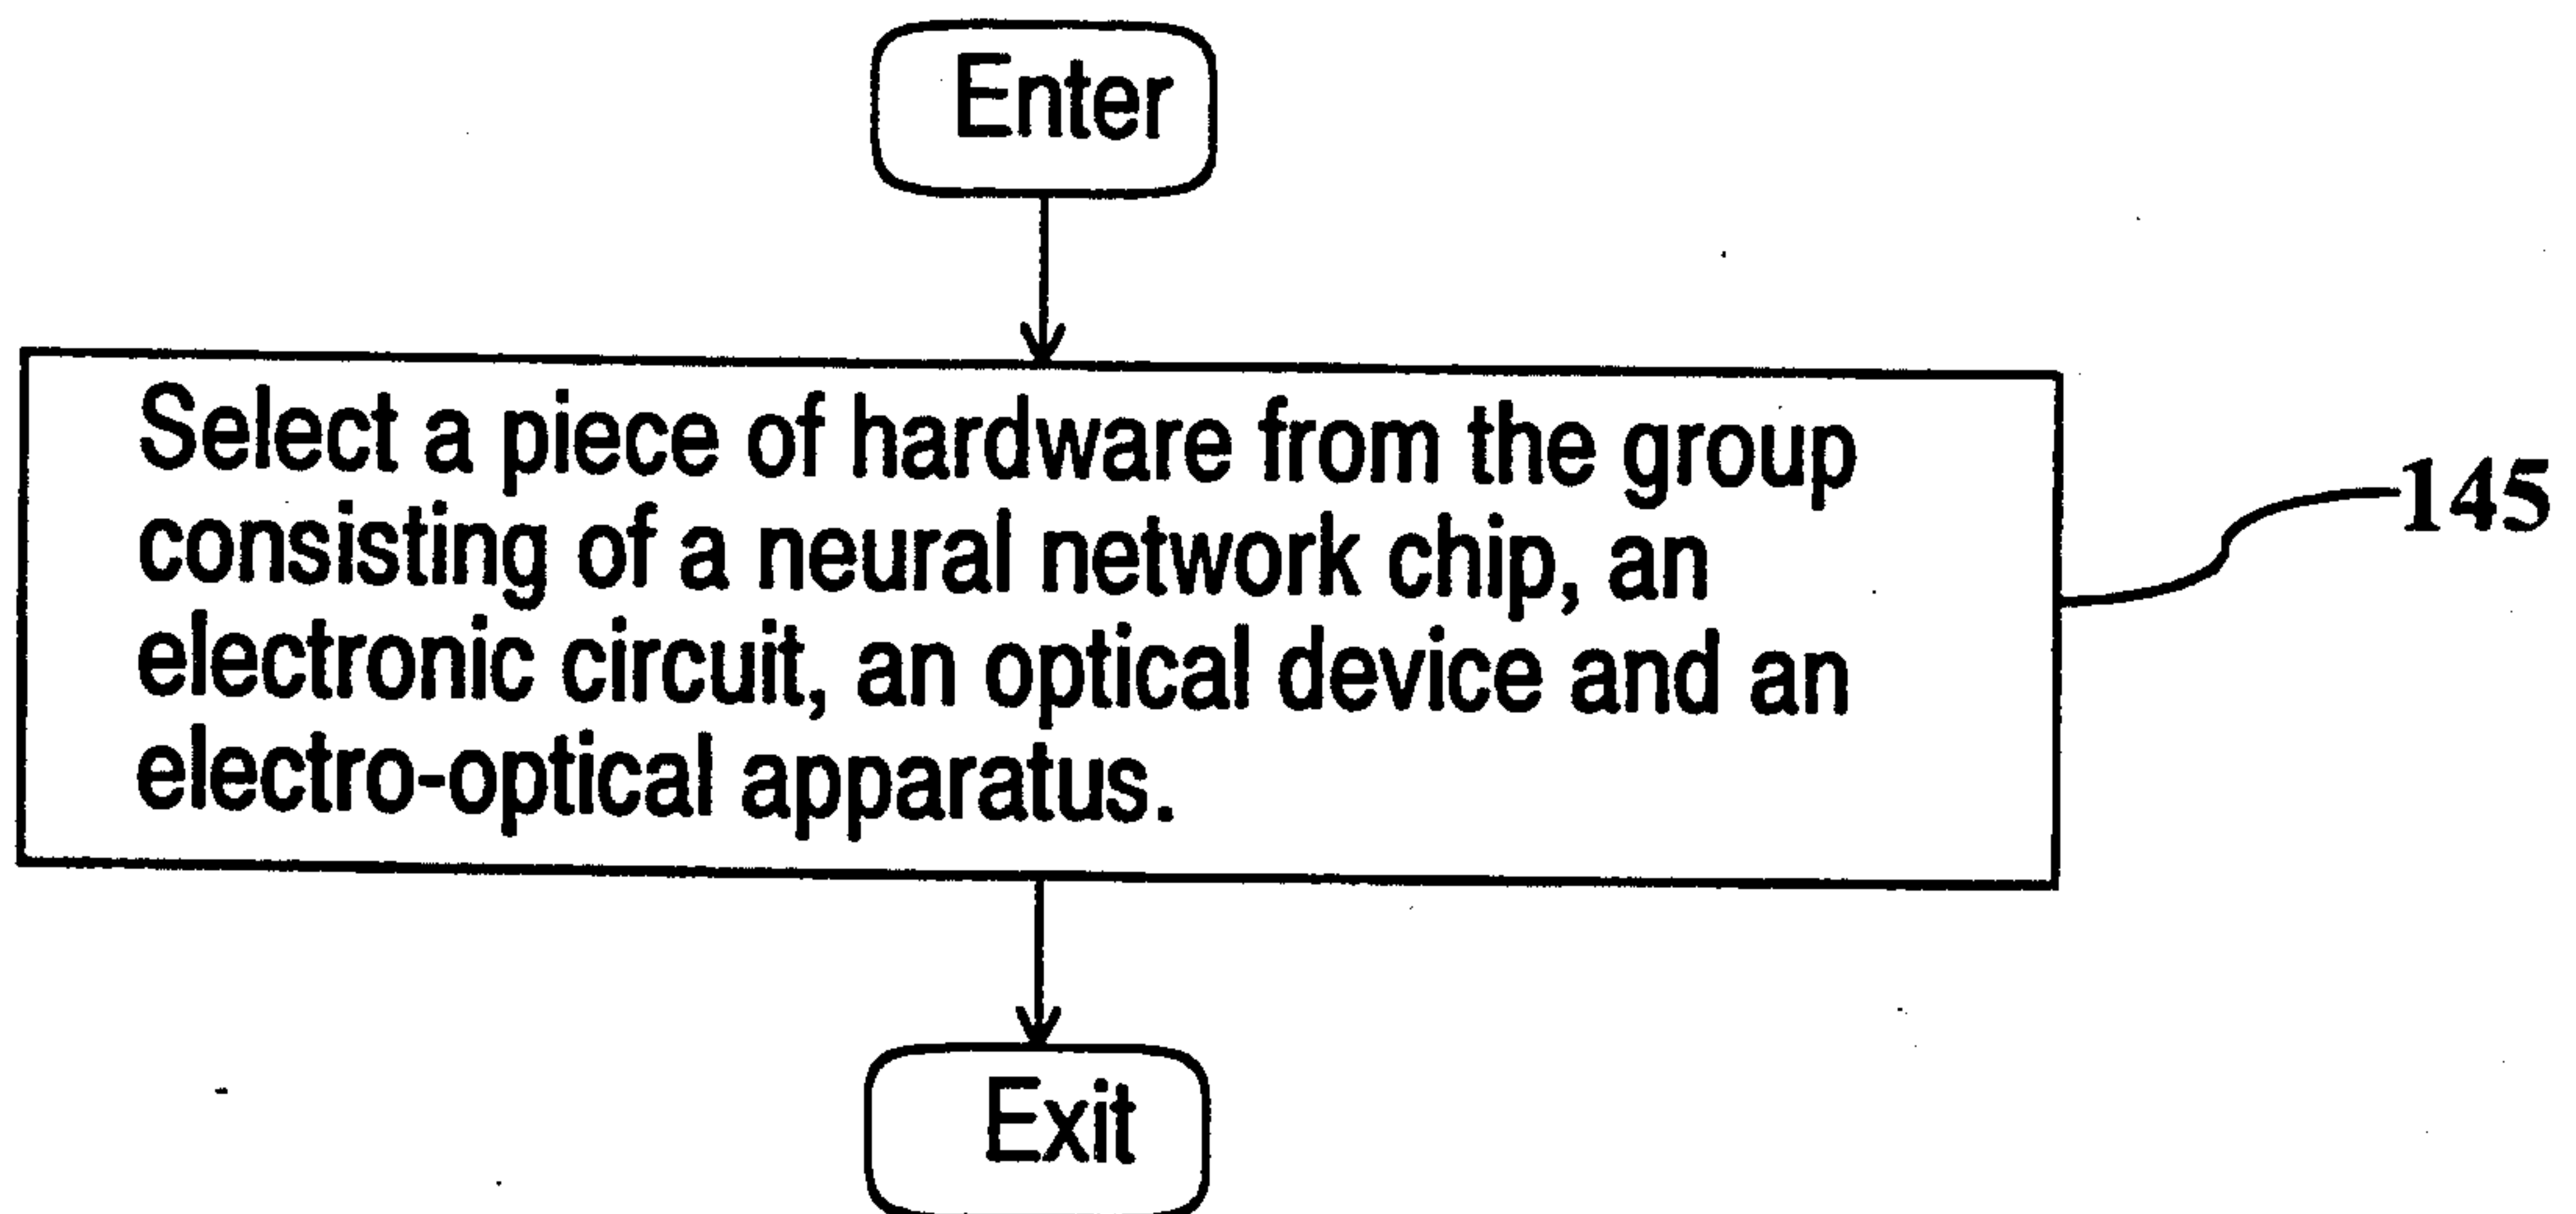 Enter
Select a piece of hardware from the group
consisting of a neural network chip, an
electronic circuit, an optical device and an
electro-optical apparatus.
145
Exit